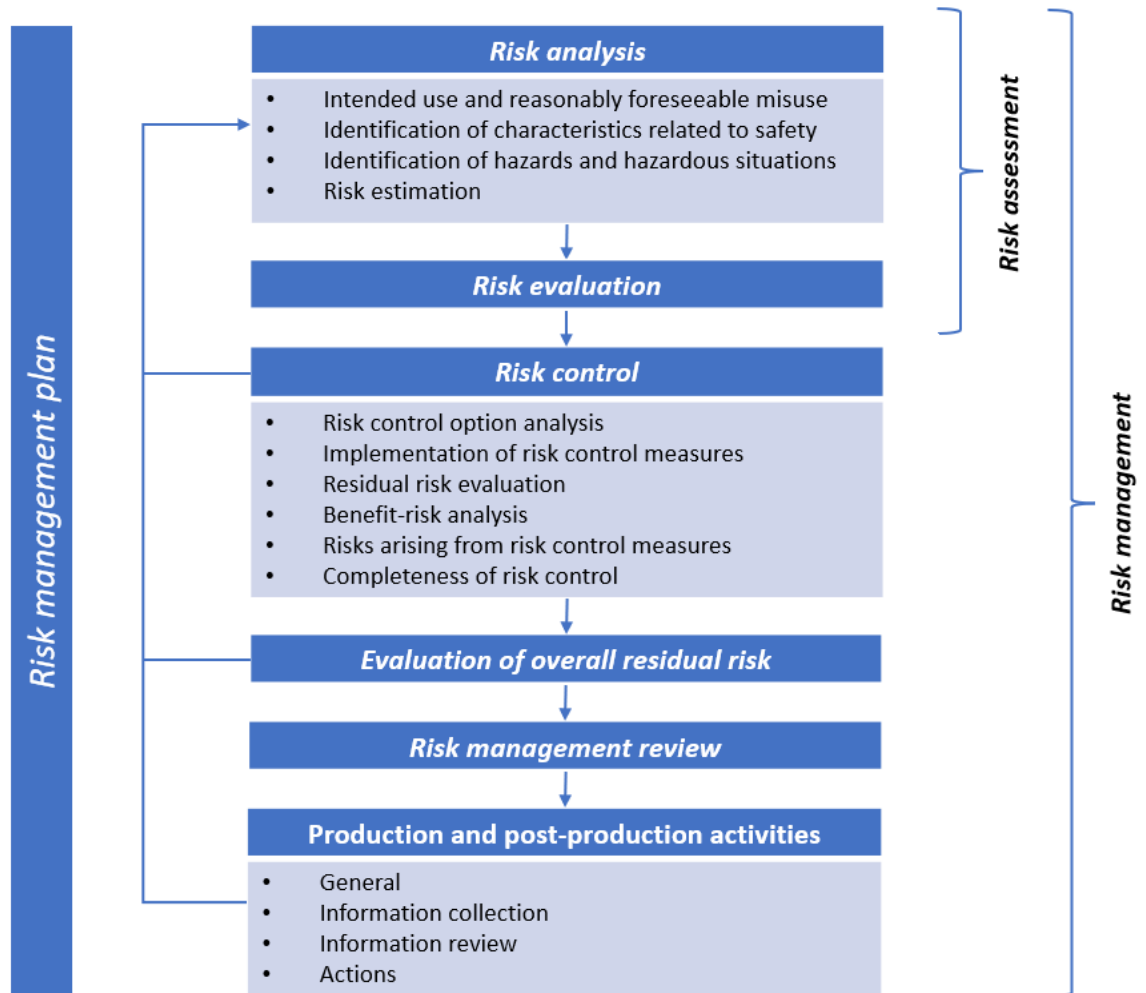 Risk management plan
Risk analysis
• Intended use and reasonably foreseeable misuse
• Identification of characteristics related to safety
• Identification of hazards and hazardous situations
• Risk estimation
Risk evaluation
Risk control
• Risk control option analysis
• Implementation of risk control measures
• Residual risk evaluation
• Benefit-risk analysis
• Risks arising from risk control measures
• Completeness of risk control
Evaluation of overall residual risk
Risk management review
Production and post-production activities
• General
• Information collection
• Information review
• Actions
Risk assessment
Risk management